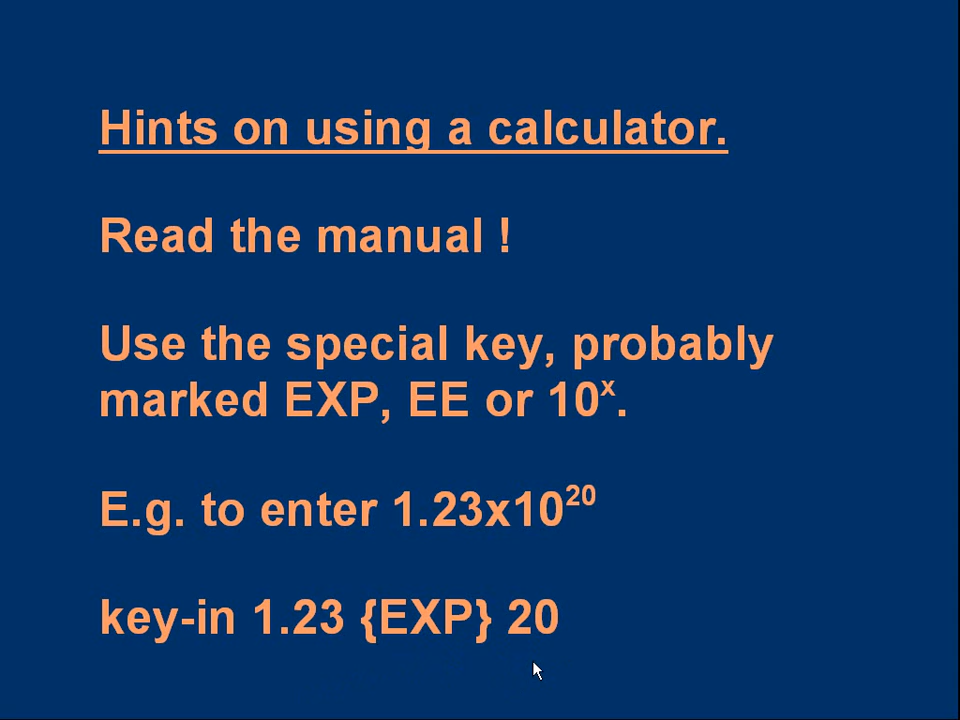 Hints on using a calculator.
Read the manual !
Use the special key, probably
marked EXP, EE or 10ˣ.
E.g. to enter 1.23x10²⁰
key-in 1.23 {EXP} 20